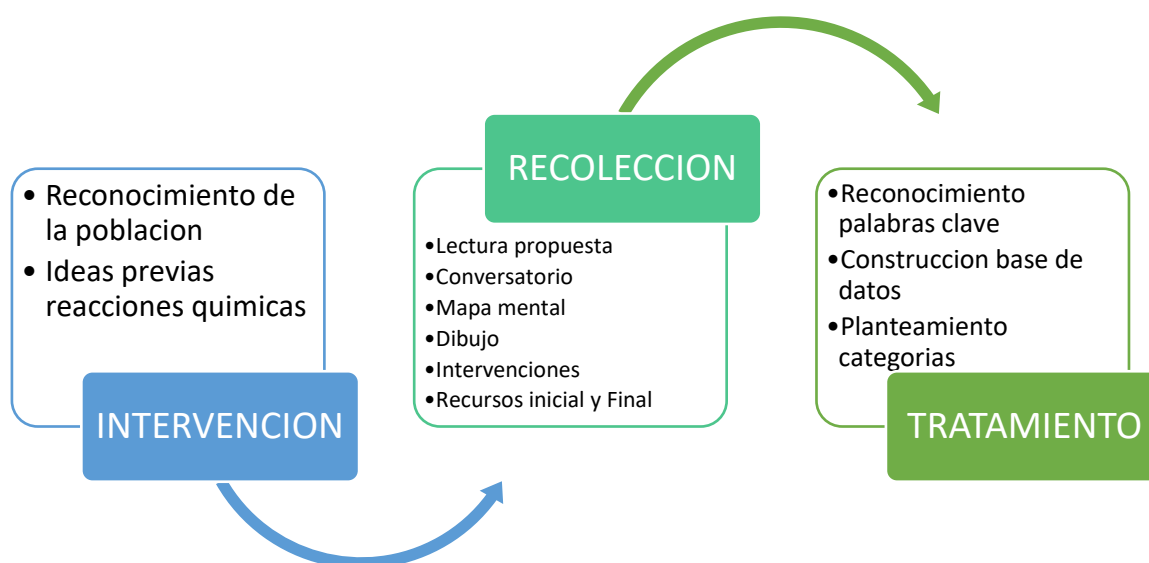 • Reconocimiento de
la poblacion
• Ideas previas
reacciones quimicas
INTERVENCION
RECOLECCION
•Lectura propuesta
•Conversatorio
•Mapa mental
•Dibujo
•Intervenciones
•Recursos inicial y Final
•Reconocimiento
palabras clave
•Construccion base de
datos
•Planteamiento
categorias
TRATAMIENTO